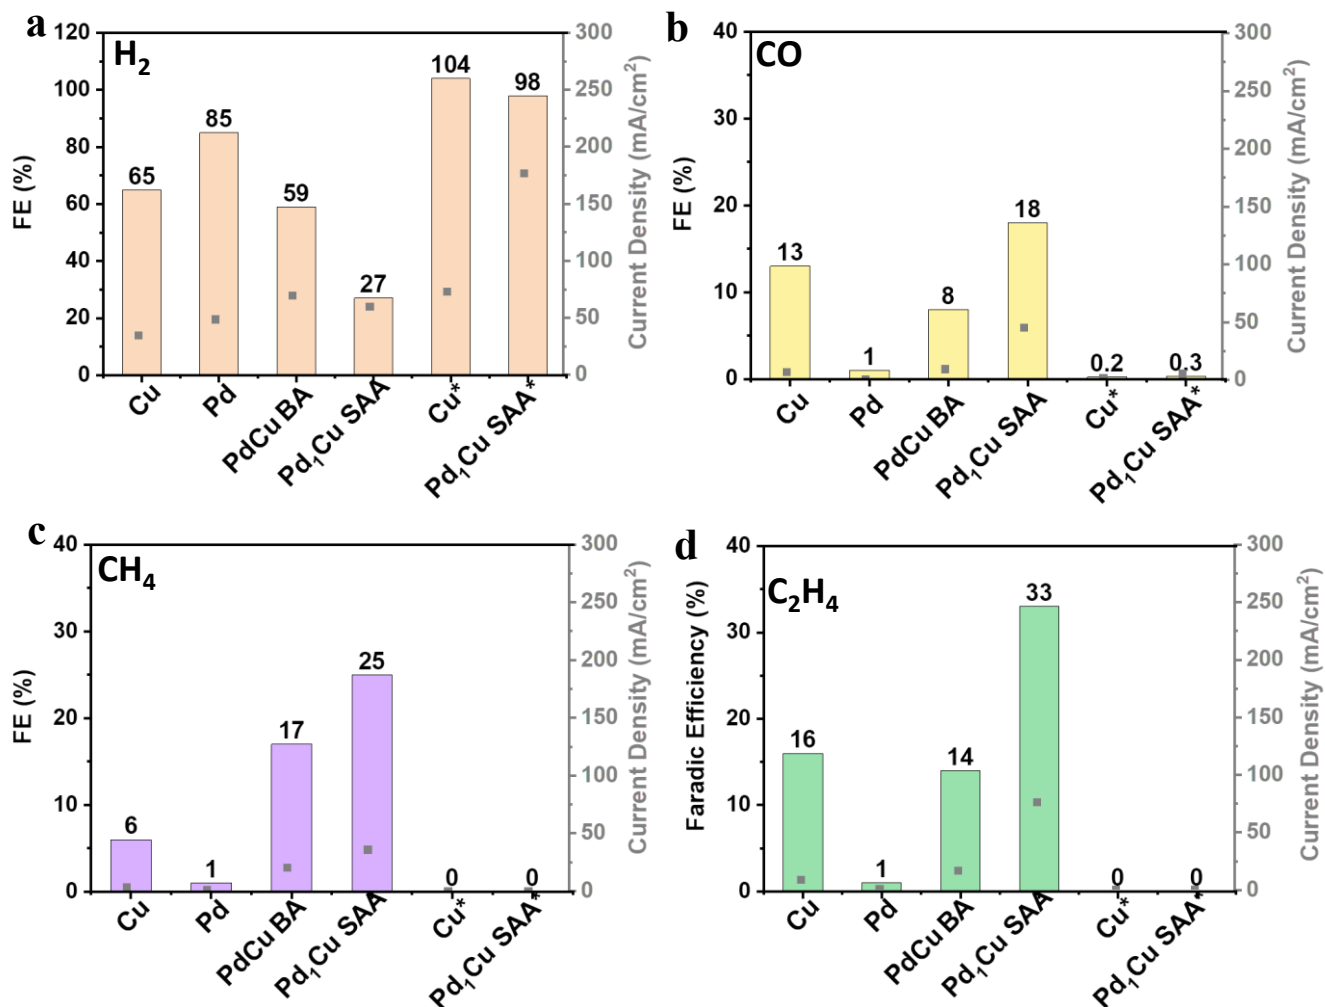 a
H₂
FE (%)
120
100
80
60
40
20
0
65
85
59
27
104
98
300
250
200
150
100
50
0
Current Density (mA/cm²)
Cu
Pd
PdCu BA
Pd₁Cu SAA
Cu*
Pd₁Cu SAA*
b
CO
FE (%)
40
30
20
10
0
13
1
8
18
0.2
0.3
300
250
200
150
100
50
0
Current Density (mA/cm²)
Cu
Pd
PdCu BA
Pd₁Cu SAA
Cu*
Pd₁Cu SAA*
c
CH₄
FE (%)
40
30
20
10
0
6
1
17
25
0
0
300
250
200
150
100
50
0
Current Density (mA/cm²)
Cu
Pd
PdCu BA
Pd₁Cu SAA
Cu*
Pd₁Cu SAA*
d
C₂H₄
Faradic Efficiency (%)
40
30
20
10
0
16
1
14
33
0
0
300
250
200
150
100
50
0
Current Density (mA/cm²)
Cu
Pd
PdCu BA
Pd₁Cu SAA
Cu*
Pd₁Cu SAA*